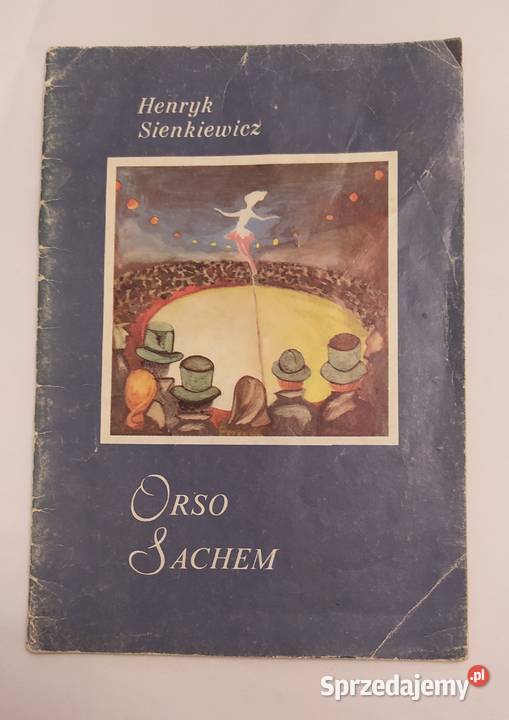 Henryk
Sienkiewicz
ORSO
SACHEM
Sprzedajemy.pl